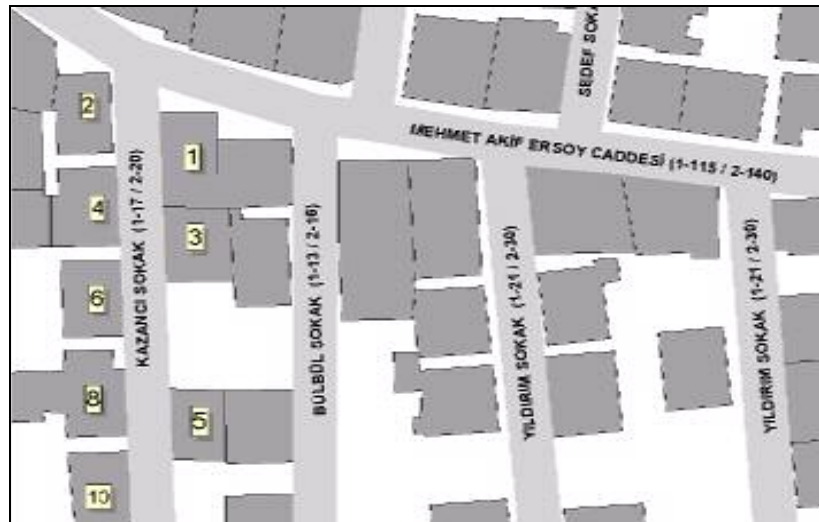 SEDEF SOKA
MEHMET AKİF ERSOY CADDESİ (1-115 / 2-140)
2
1
4
3
6
8
5
10
KAZANCI SOKAK (1-17 / 2-20)
BÜLBÜL SOKAK (1-13 / 2-16)
YILDIRIM SOKAK (1-21 / 2-30)
YILDIRIM SOKAK (1-21 / 2-30)